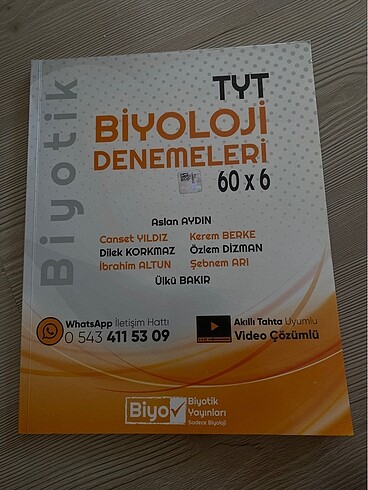 Biyotik
TYT
BİYOLOJİ
DENEMELERİ
60 x 6
Aslan AYDIN
Canset YILDIZ Kerem BERKE
Dilek KORKMAZ Özlem DİZMAN
İbrahim ALTUN Şebnem ARI
Ülkü BAKIR
WhatsApp İletişim Hattı
0 543 411 53 09
Akıllı Tahta Uyumlu
Video Çözümlü
Biyo
Biyotik
Yayınları
Sadece Biyoloji